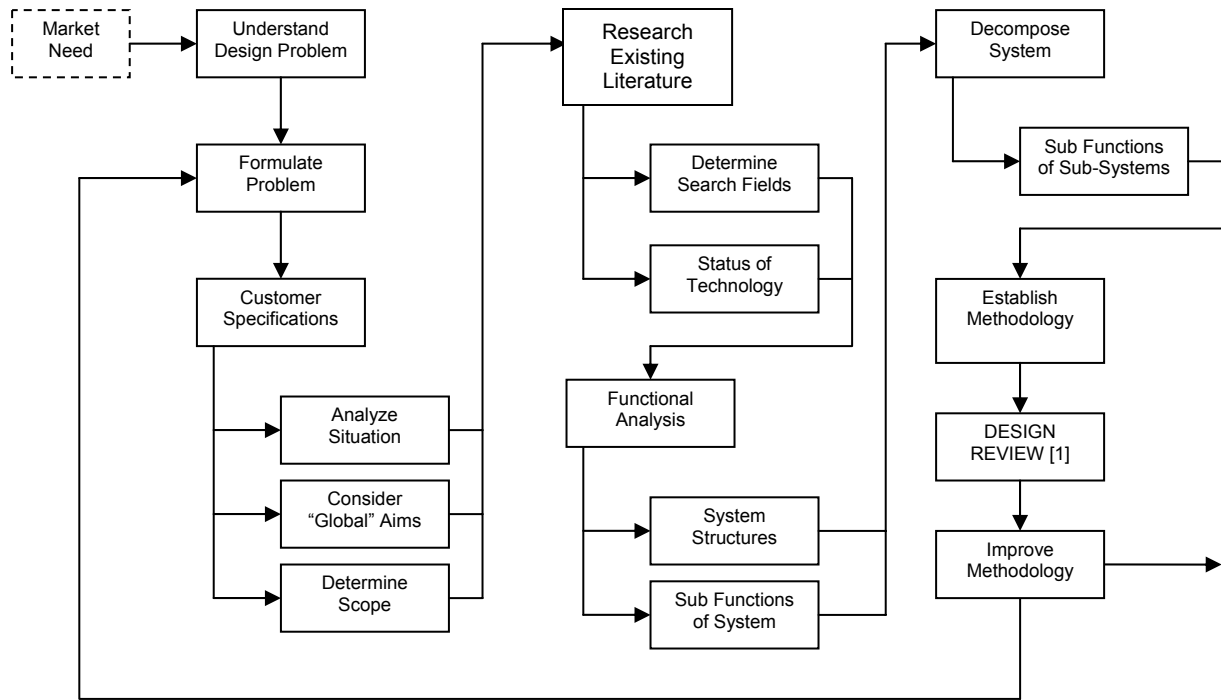 Market
Need
Understand
Design Problem
Formulate
Problem
Customer
Specifications
Analyze
Situation
Consider
“Global” Aims
Determine
Scope
Research
Existing
Literature
Determine
Search Fields
Status of
Technology
Functional
Analysis
System
Structures
Sub Functions
of System
Decompose
System
Sub Functions
of Sub-Systems
Establish
Methodology
DESIGN
REVIEW [1]
Improve
Methodology